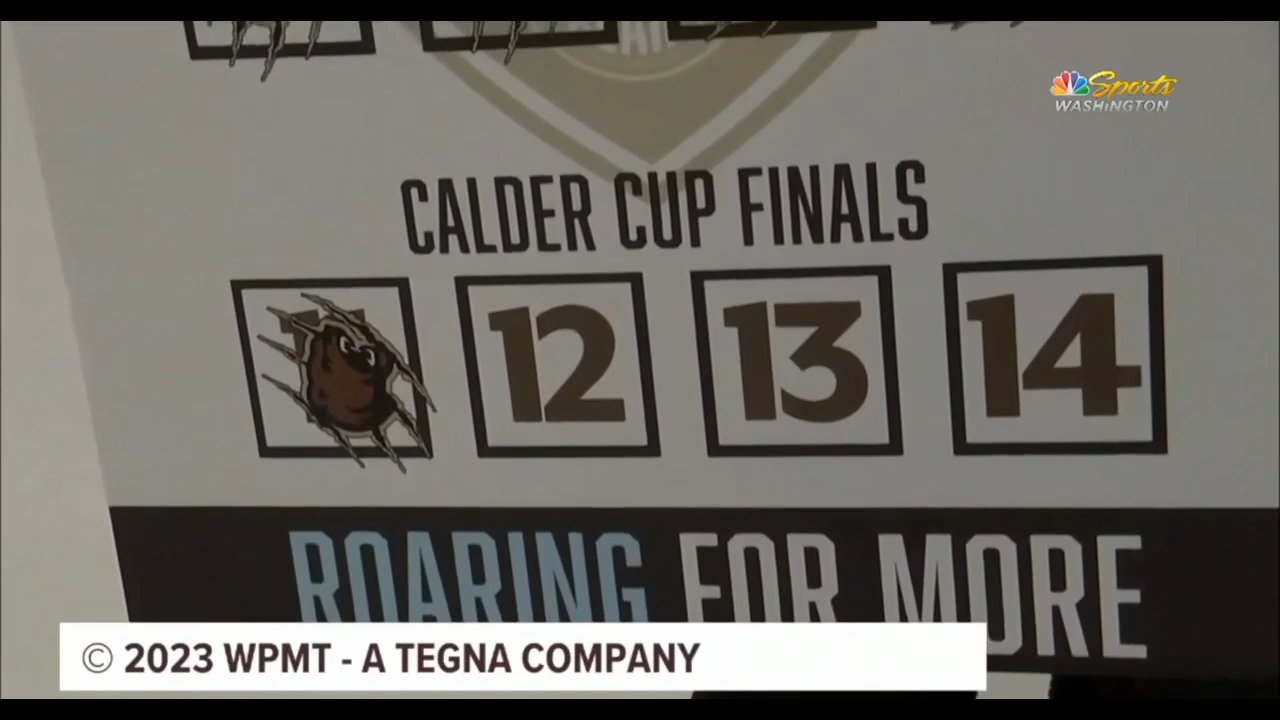 Sports
WASHINGTON
CALDER CUP FINALS
12 13 14
ROARING FOR MORE
© 2023 WPMT - A TEGNA COMPANY